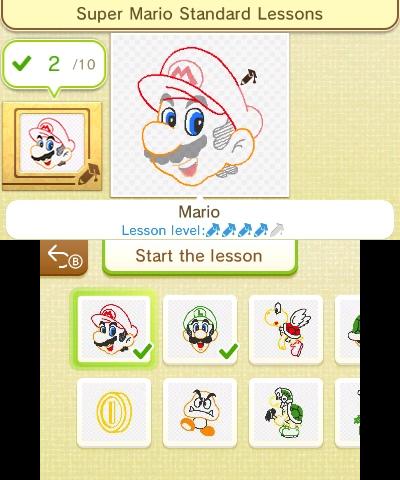 Super Mario Standard Lessons
2 /10
M
Mario
Lesson level:
B
Start the lesson